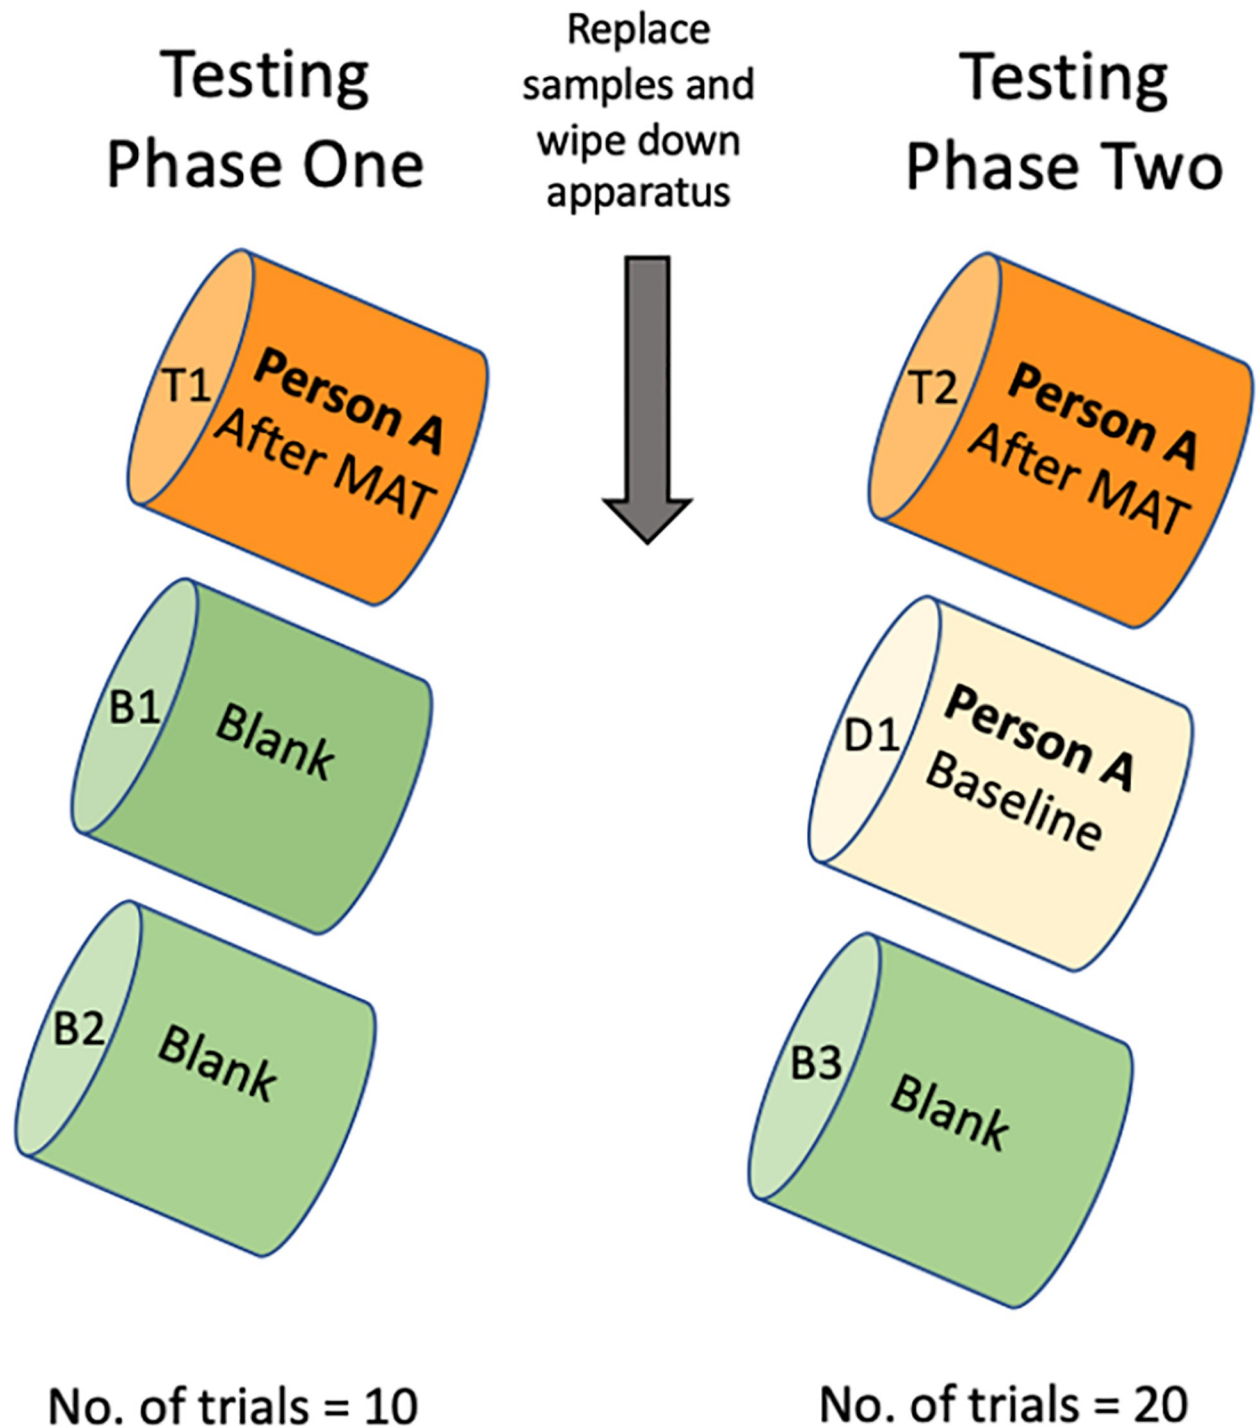 Testing
Phase One
T1
Person A
After MAT
B1
Blank
B2
Blank
No. of trials = 10
Replace
samples and
wipe down
apparatus
Testing
Phase Two
T2
Person A
After MAT
D1
Person A
Baseline
B3
Blank
No. of trials = 20